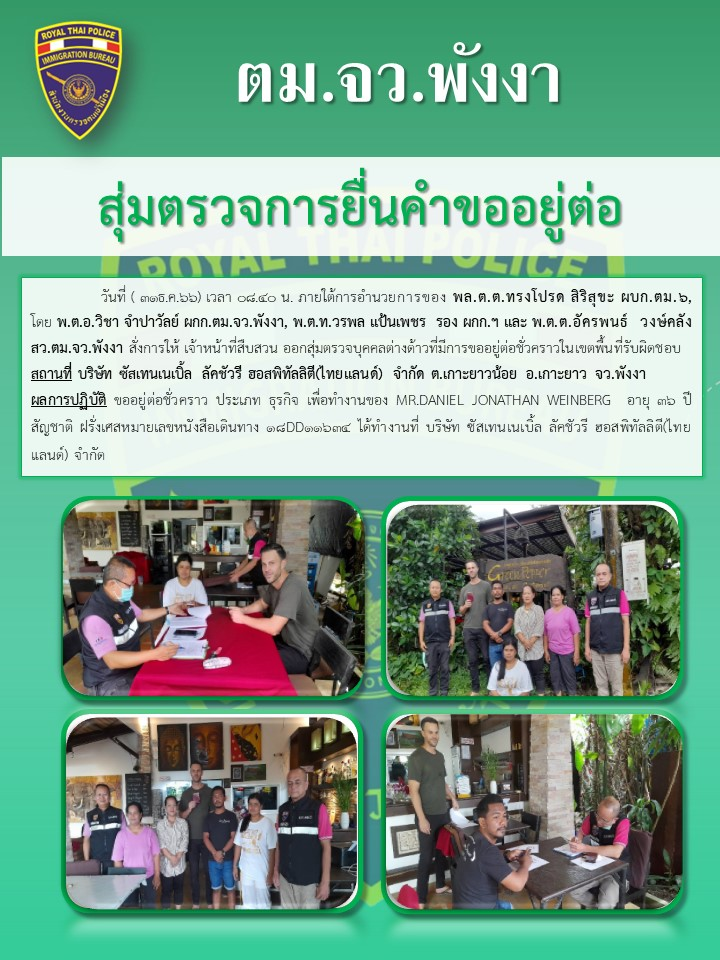 ROYAL THAI POLICE
IMMIGRATION BUREAU
สำนักงานตรวจคนเข้าเมือง
ตม.จว.พังงา
สุ่มตรวจการยื่นคำขออยู่ต่อ
วันที่ ( ๓๑ธ.ค.๖๖) เวลา ๐๘.๔๐ น. ภายใต้การอำนวยการของ พล.ต.ต.ทรงโปรด สิริสุขะ ผบก.ตม.๖,
โดย พ.ต.อ.วิชา จำปาวัลย์ ผกก.ตม.จว.พังงา, พ.ต.ท.วรพล แป้นเพชร รอง ผกก.ฯ และ พ.ต.ต.อัครพนธ์ วงษ์คลัง
สว.ตม.จว.พังงา สั่งการให้ เจ้าหน้าที่สืบสวน ออกสุ่มตรวจบุคคลต่างด้าวที่มีการขออยู่ต่อชั่วคราวในเขตพื้นที่รับผิดชอบ
สถานที่ บริษัท ซัสเทนเนเบิ้ล ลัคชัวรี ฮอสพิทัลลิตี(ไทยแลนด์) จำกัด ต.เกาะยาวน้อย อ.เกาะยาว จว.พังงา
ผลการปฏิบัติ ขออยู่ต่อชั่วคราว ประเภท ธุรกิจ เพื่อทำงานของ MR.DANIEL JONATHAN WEINBERG อายุ ๓๖ ปี
สัญชาติ ฝรั่งเศสหมายเลขหนังสือเดินทาง ๑๘DD๑๑๖๓๔ ได้ทำงานที่ บริษัท ซัสเทนเนเบิ้ล ลัคชัวรี ฮอสพิทัลลิตี(ไทย
แลนด์) จำกัด
ROYAL THAI POLICE